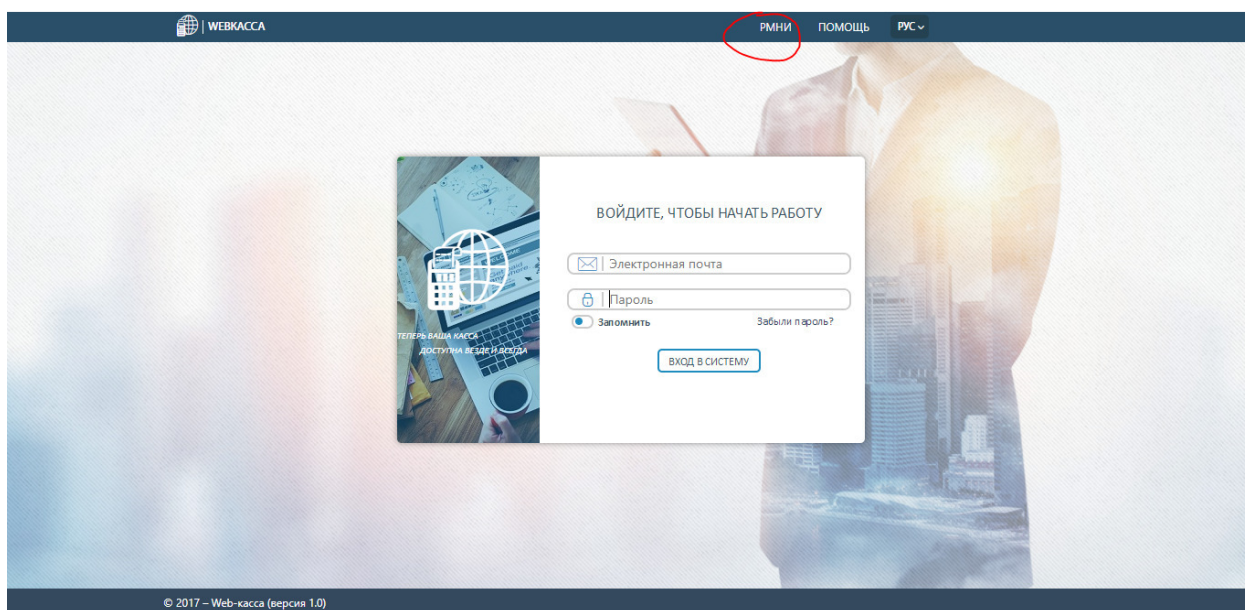 WEBКАССА
РМНИ
ПОМОЩЬ
РУС
ВОЙДИТЕ, ЧТОБЫ НАЧАТЬ РАБОТУ
Электронная почта
Пароль
Запомнить
Забыли пароль?
ВХОД В СИСТЕМУ
ТЕПЕРЬ ВАША КАССА
ДОСТУПНА ВЕЗДЕ И ВСЕГДА
© 2017 – Web-касса (версия 1.0)